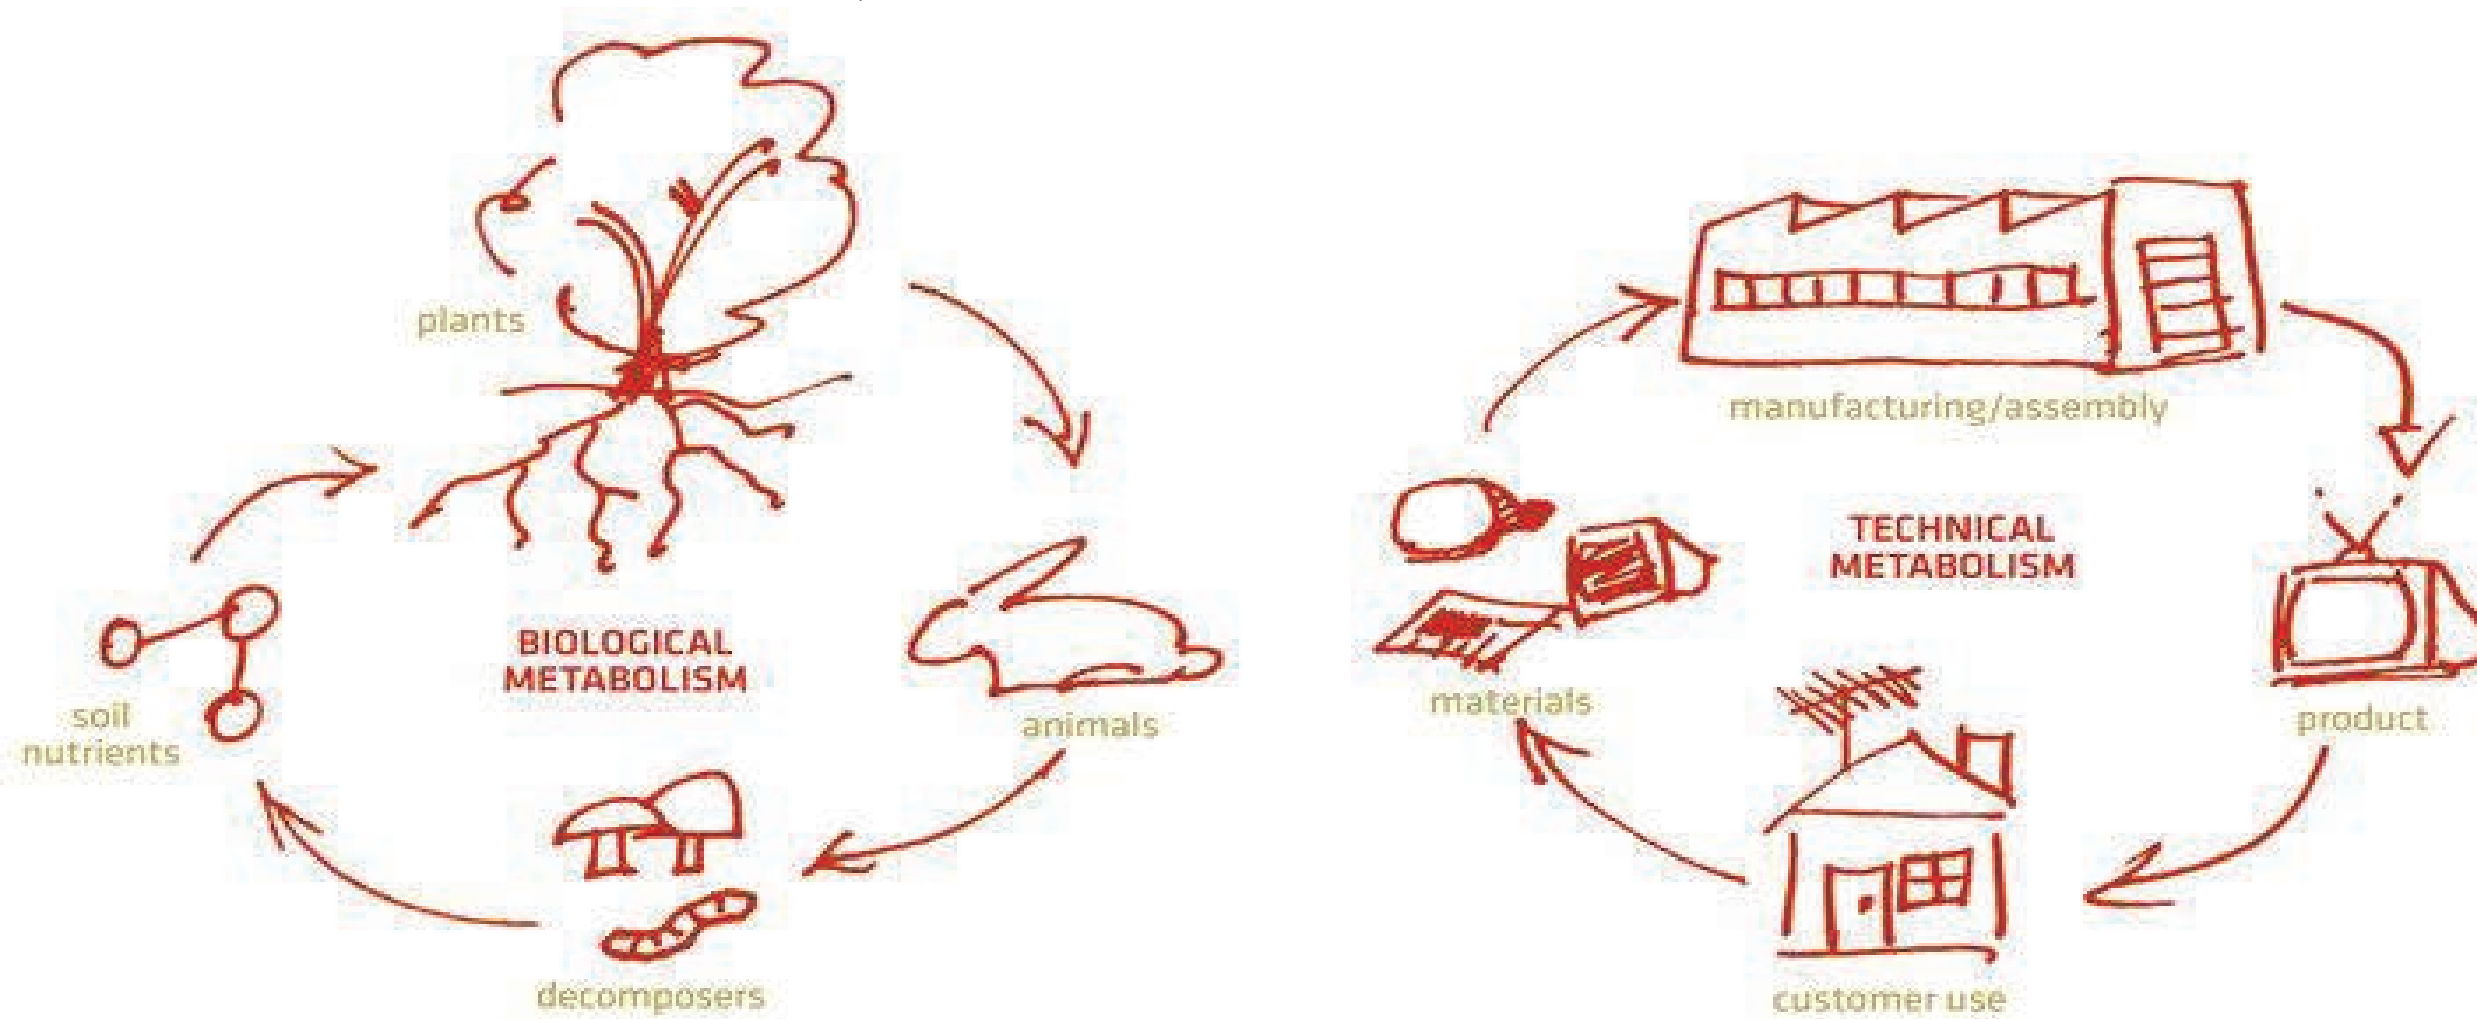 plants
BIOLOGICAL
METABOLISM
soil
nutrients
animals
decomposers
manufacturing/assembly
TECHNICAL
METABOLISM
materials
product
customer use